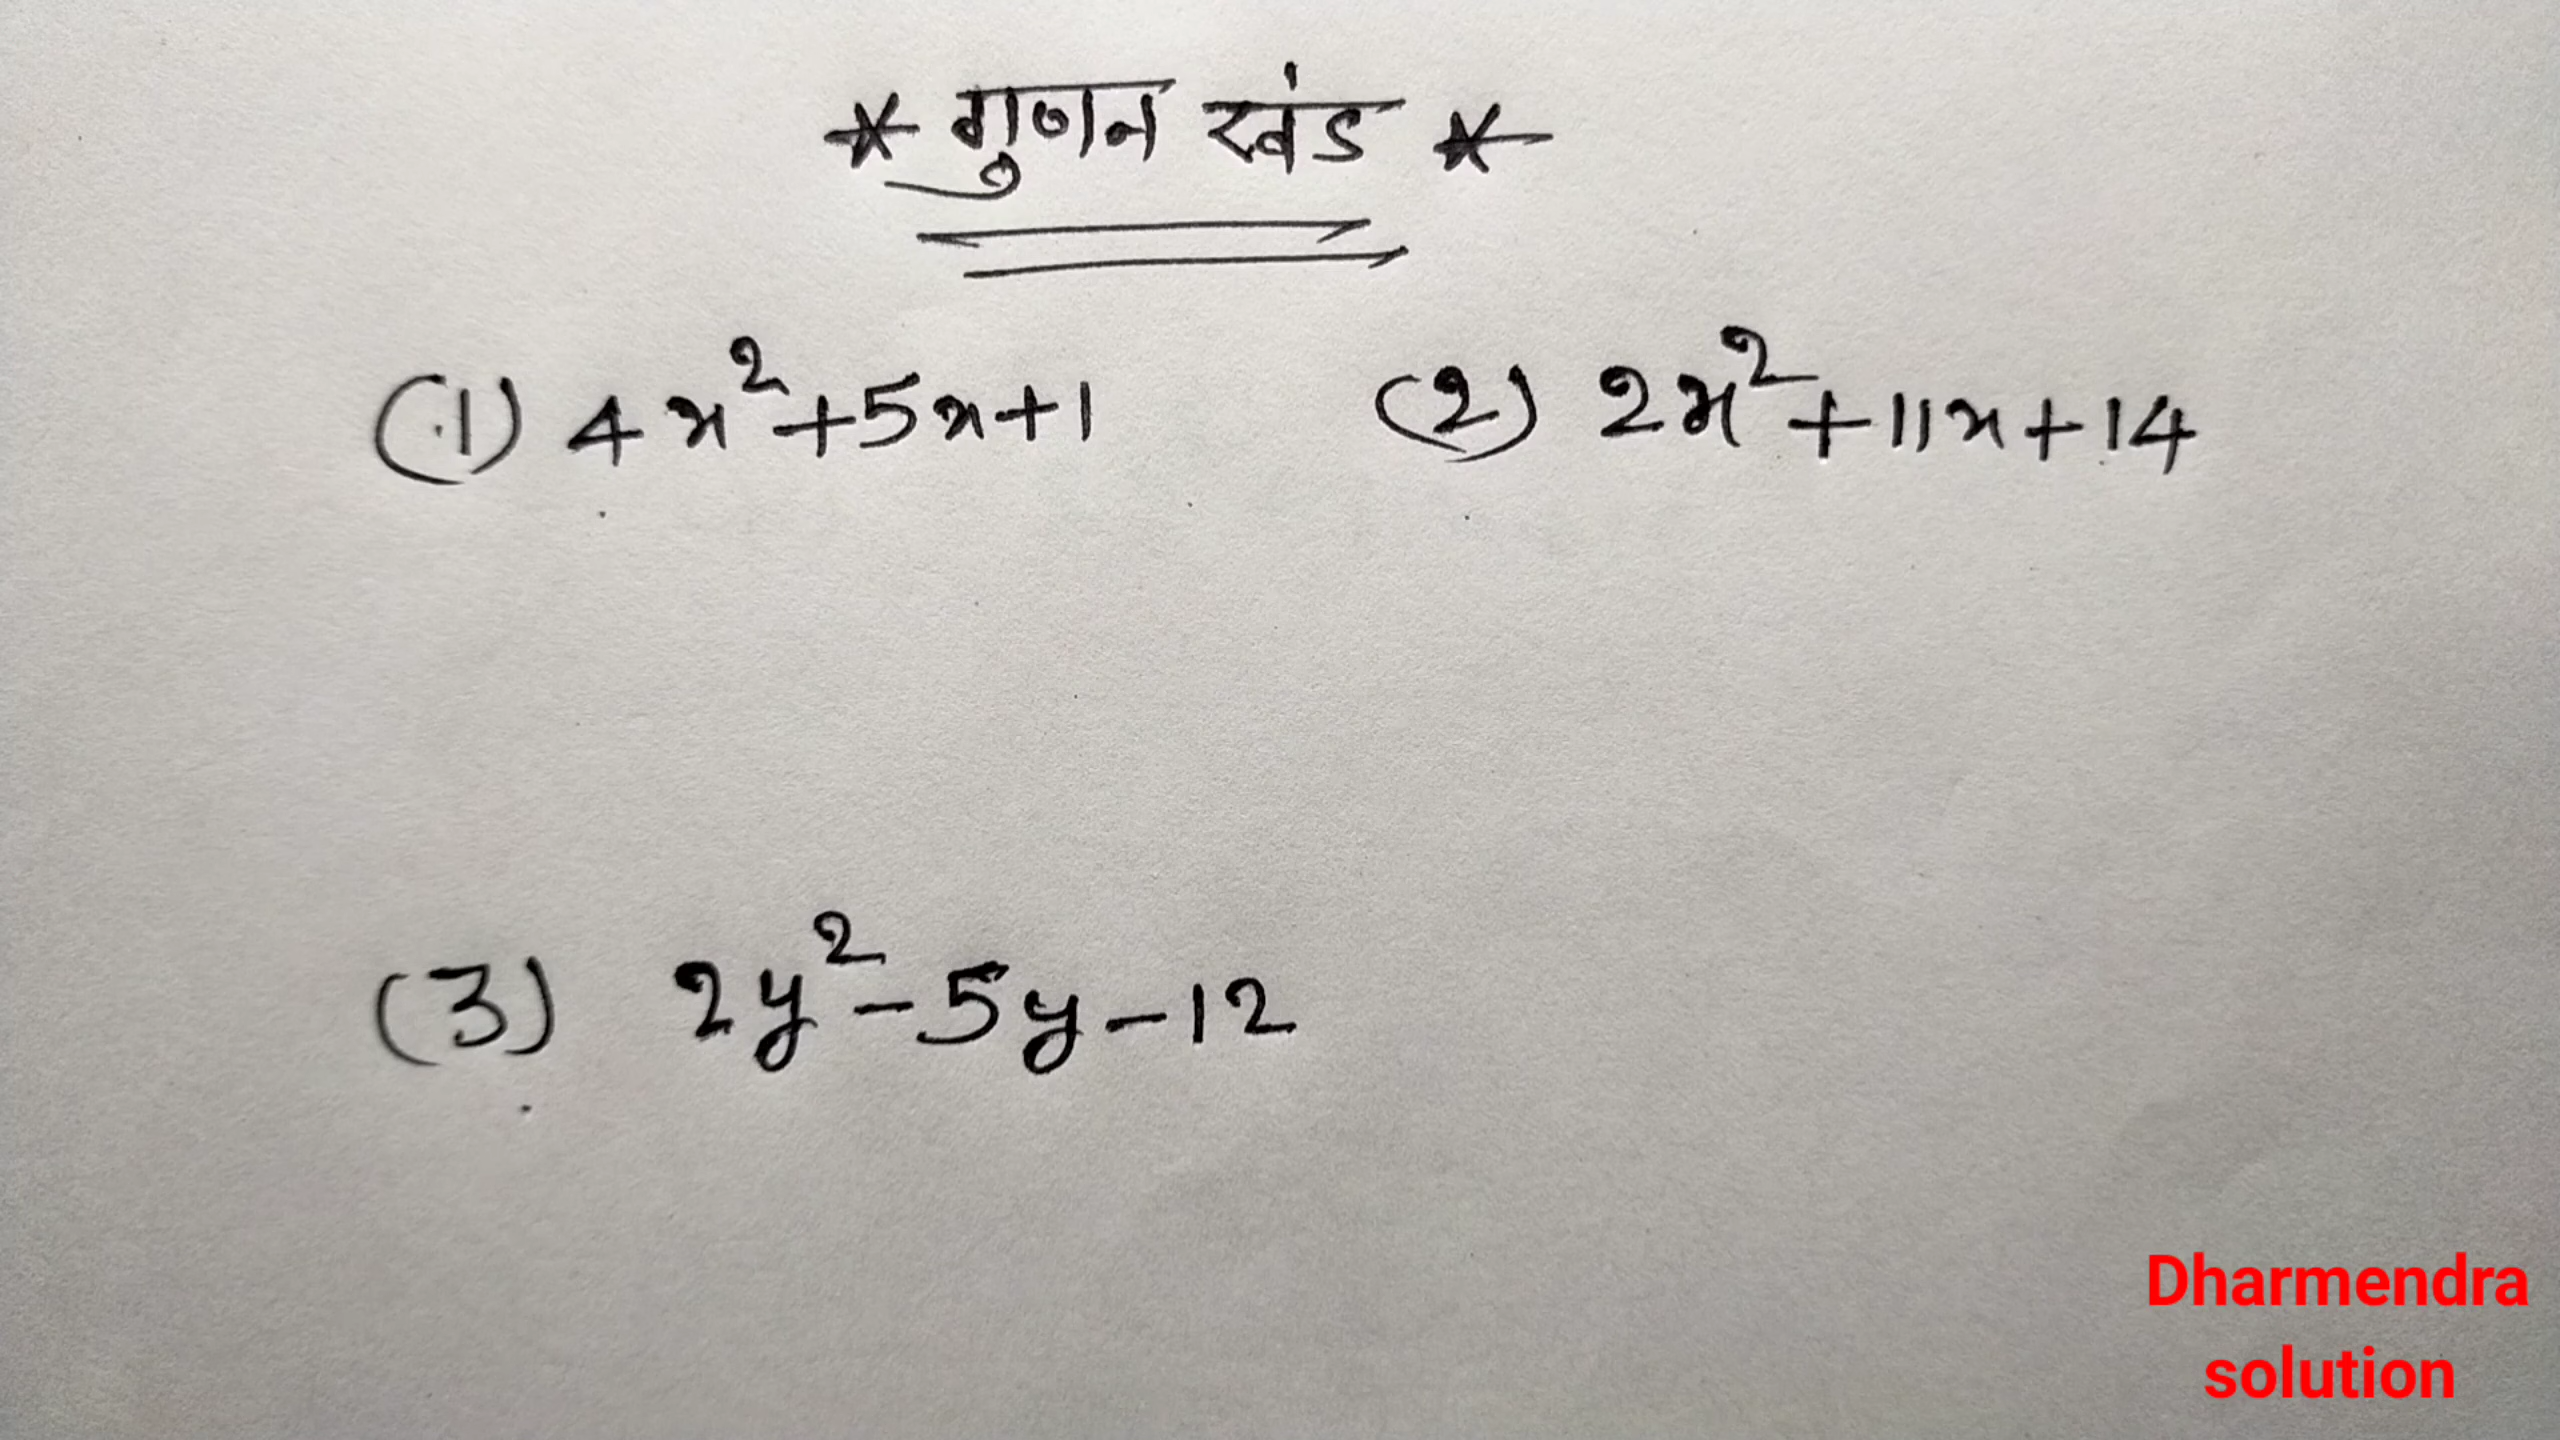 * गुणन खंड *
(1) 4x²+5x+1 (2) 2x²+11x+14
(3) 2y²-5y-12
Dharmendra
solution